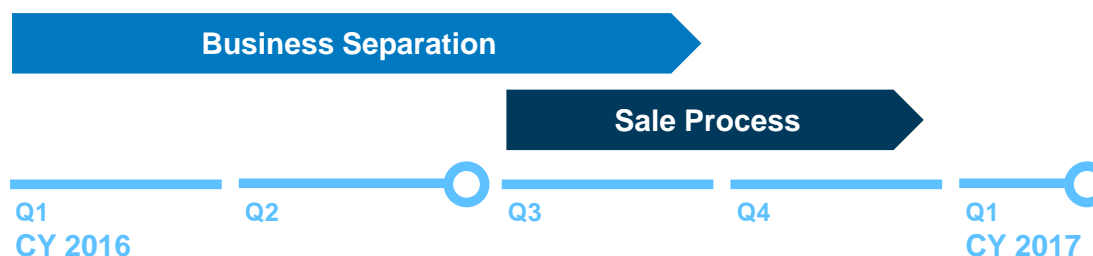 Business Separation
Sale Process
Q1 Q2 Q3 Q4 Q1
CY 2016 CY 2017